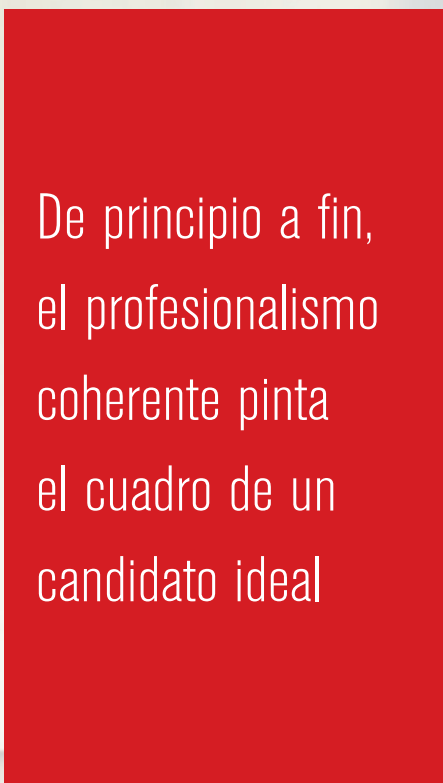 De principio a fin,
el profesionalismo
coherente pinta
el cuadro de un
candidato ideal